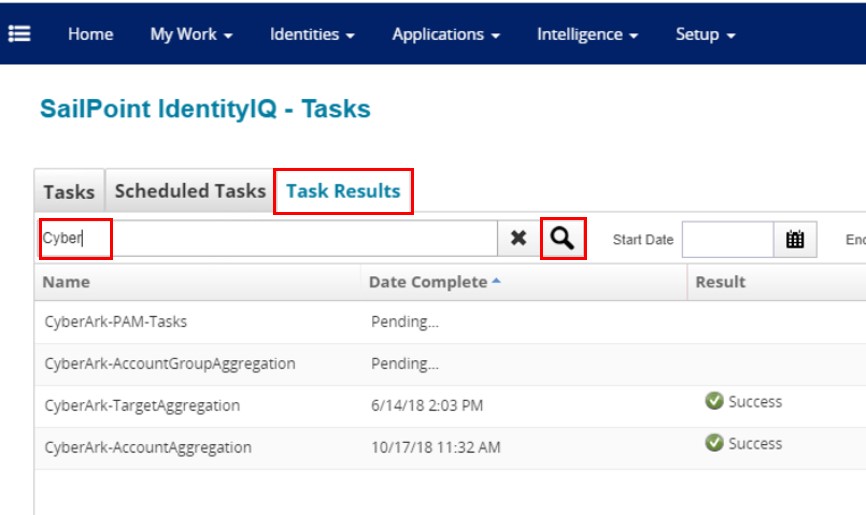 Home My Work Identities Applications Intelligence Setup
SailPoint IdentityIQ - Tasks
Tasks Scheduled Tasks Task Results
Cyber Start Date
Name Date Complete Result
CyberArk-PAM-Tasks Pending...
CyberArk-AccountGroupAggregation Pending...
CyberArk-TargetAggregation 6/14/18 2:03 PM Success
CyberArk-AccountAggregation 10/17/18 11:32 AM Success